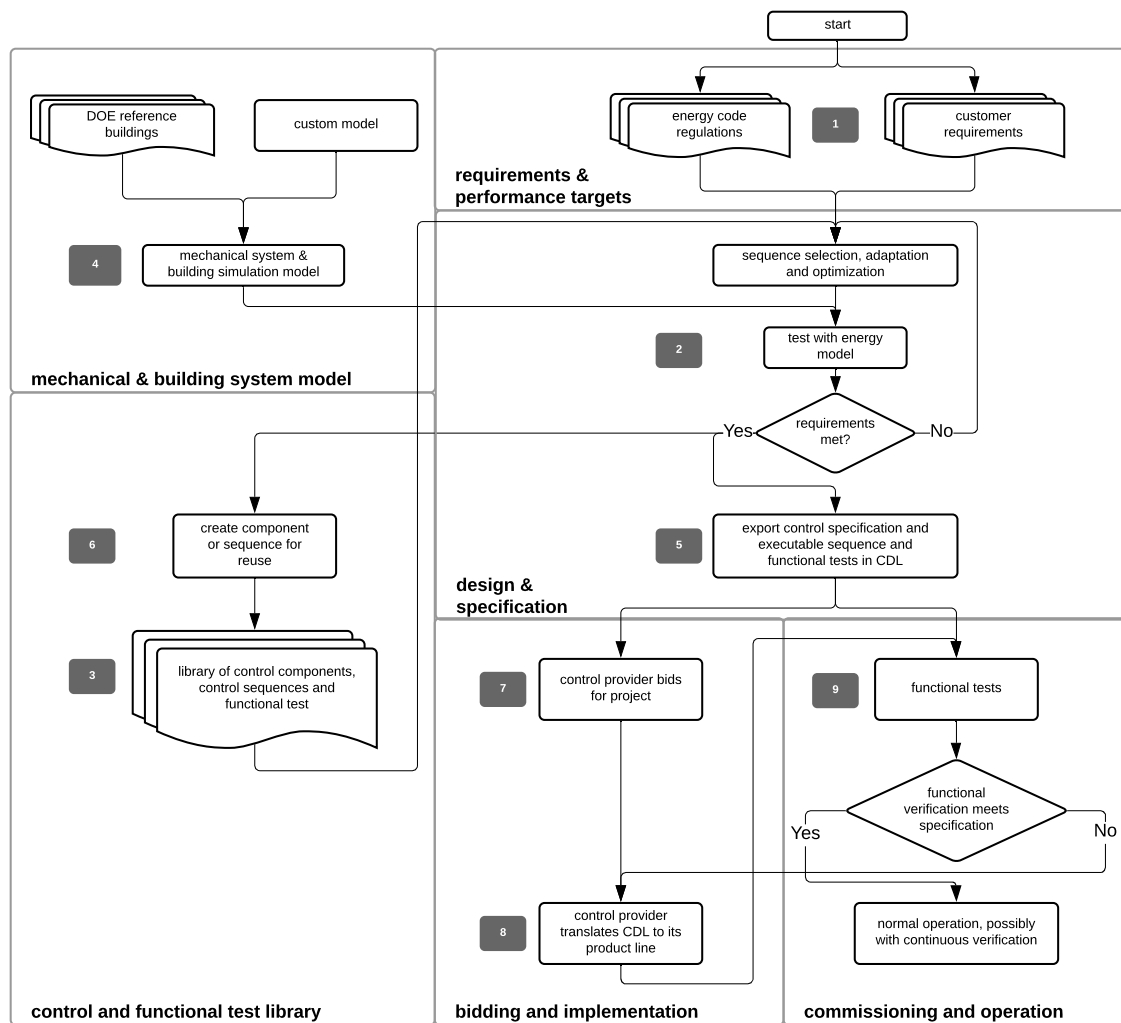 start
DOE reference
buildings
custom model
energy code
regulations
1
customer
requirements
requirements &
performance targets
4
mechanical system &
building simulation model
sequence selection, adaptation
and optimization
2
test with energy
model
mechanical & building system model
requirements
met?
Yes
No
6
create component
or sequence for
reuse
5
export control specification and
executable sequence and
functional tests in CDL
design &
specification
3
library of control components,
control sequences and
functional test
7
control provider bids
for project
9
functional tests
functional
verification meets
specification
Yes
No
8
control provider
translates CDL to its
product line
normal operation, possibly
with continuous verification
control and functional test library
bidding and implementation
commissioning and operation